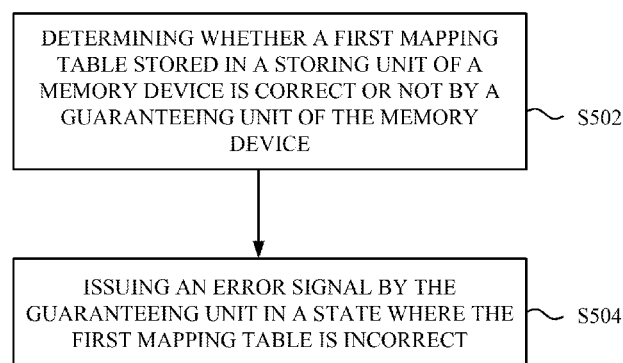 DETERMINING WHETHER A FIRST MAPPING
TABLE STORED IN A STORING UNIT OF A
MEMORY DEVICE IS CORRECT OR NOT BY A
GUARANTEEING UNIT OF THE MEMORY
DEVICE
S502
ISSUING AN ERROR SIGNAL BY THE
GUARANTEEING UNIT IN A STATE WHERE THE
FIRST MAPPING TABLE IS INCORRECT
S504